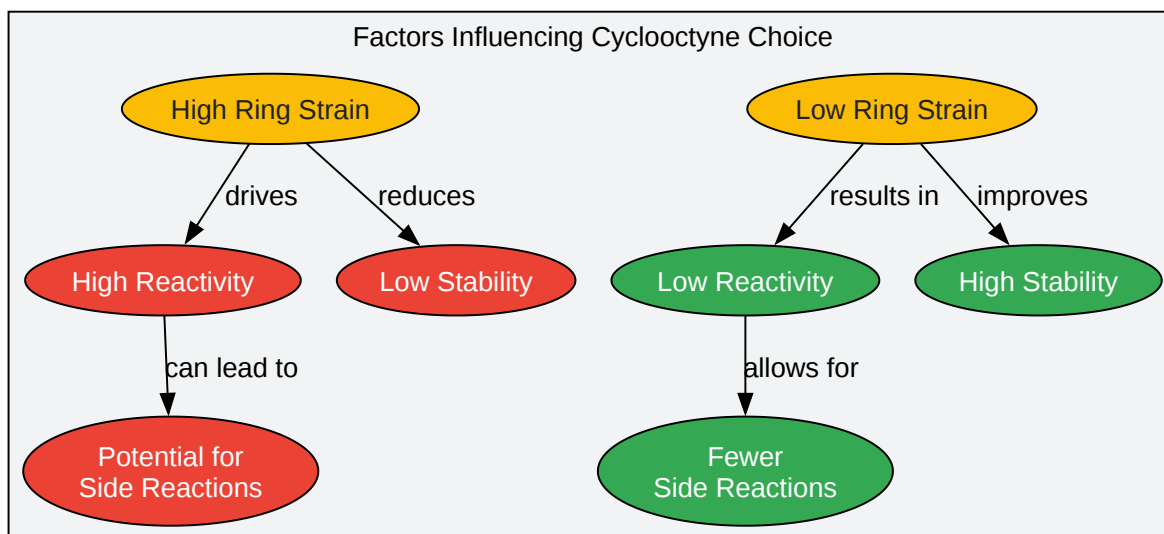 Factors Influencing Cyclooctyne Choice
High Ring Strain
Low Ring Strain
drives
reduces
results in
improves
High Reactivity
Low Stability
Low Reactivity
High Stability
can lead to
allows for
Potential for
Side Reactions
Fewer
Side Reactions